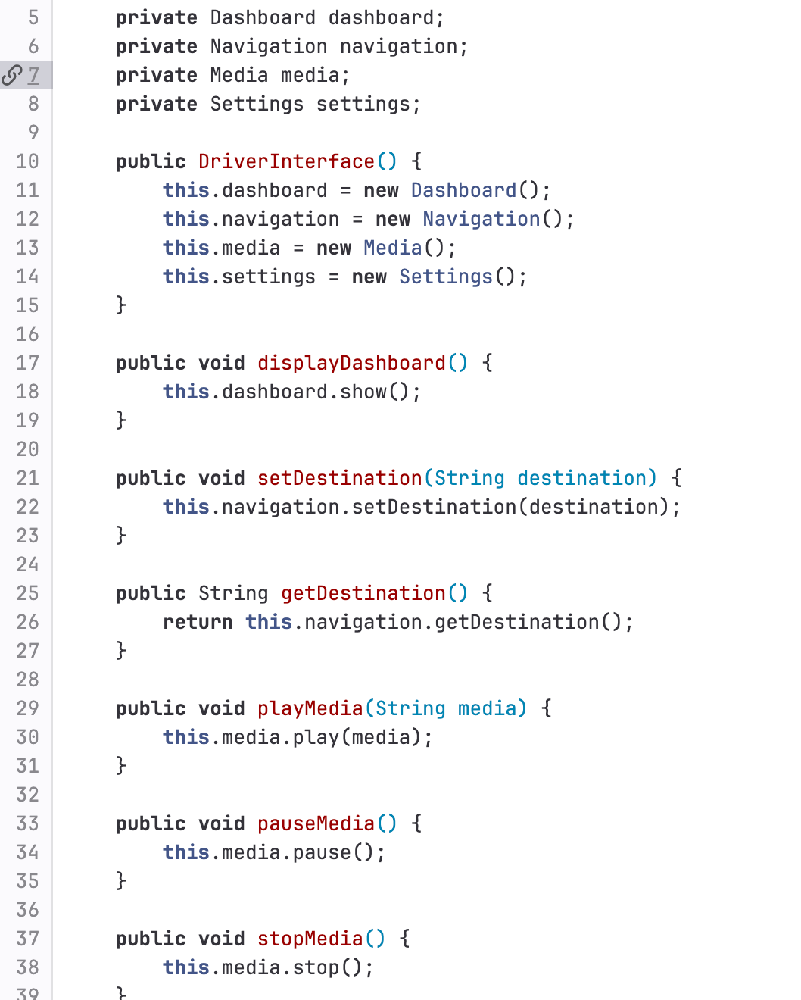 5 private Dashboard dashboard;
6 private Navigation navigation;
7 private Media media;
8 private Settings settings;
9
10 public DriverInterface() {
11 this.dashboard = new Dashboard();
12 this.navigation = new Navigation();
13 this.media = new Media();
14 this.settings = new Settings();
15 }
16
17 public void displayDashboard() {
18 this.dashboard.show();
19 }
20
21 public void setDestination(String destination) {
22 this.navigation.setDestination(destination);
23 }
24
25 public String getDestination() {
26 return this.navigation.getDestination();
27 }
28
29 public void playMedia(String media) {
30 this.media.play(media);
31 }
32
33 public void pauseMedia() {
34 this.media.pause();
35 }
36
37 public void stopMedia() {
38 this.media.stop();
39 }